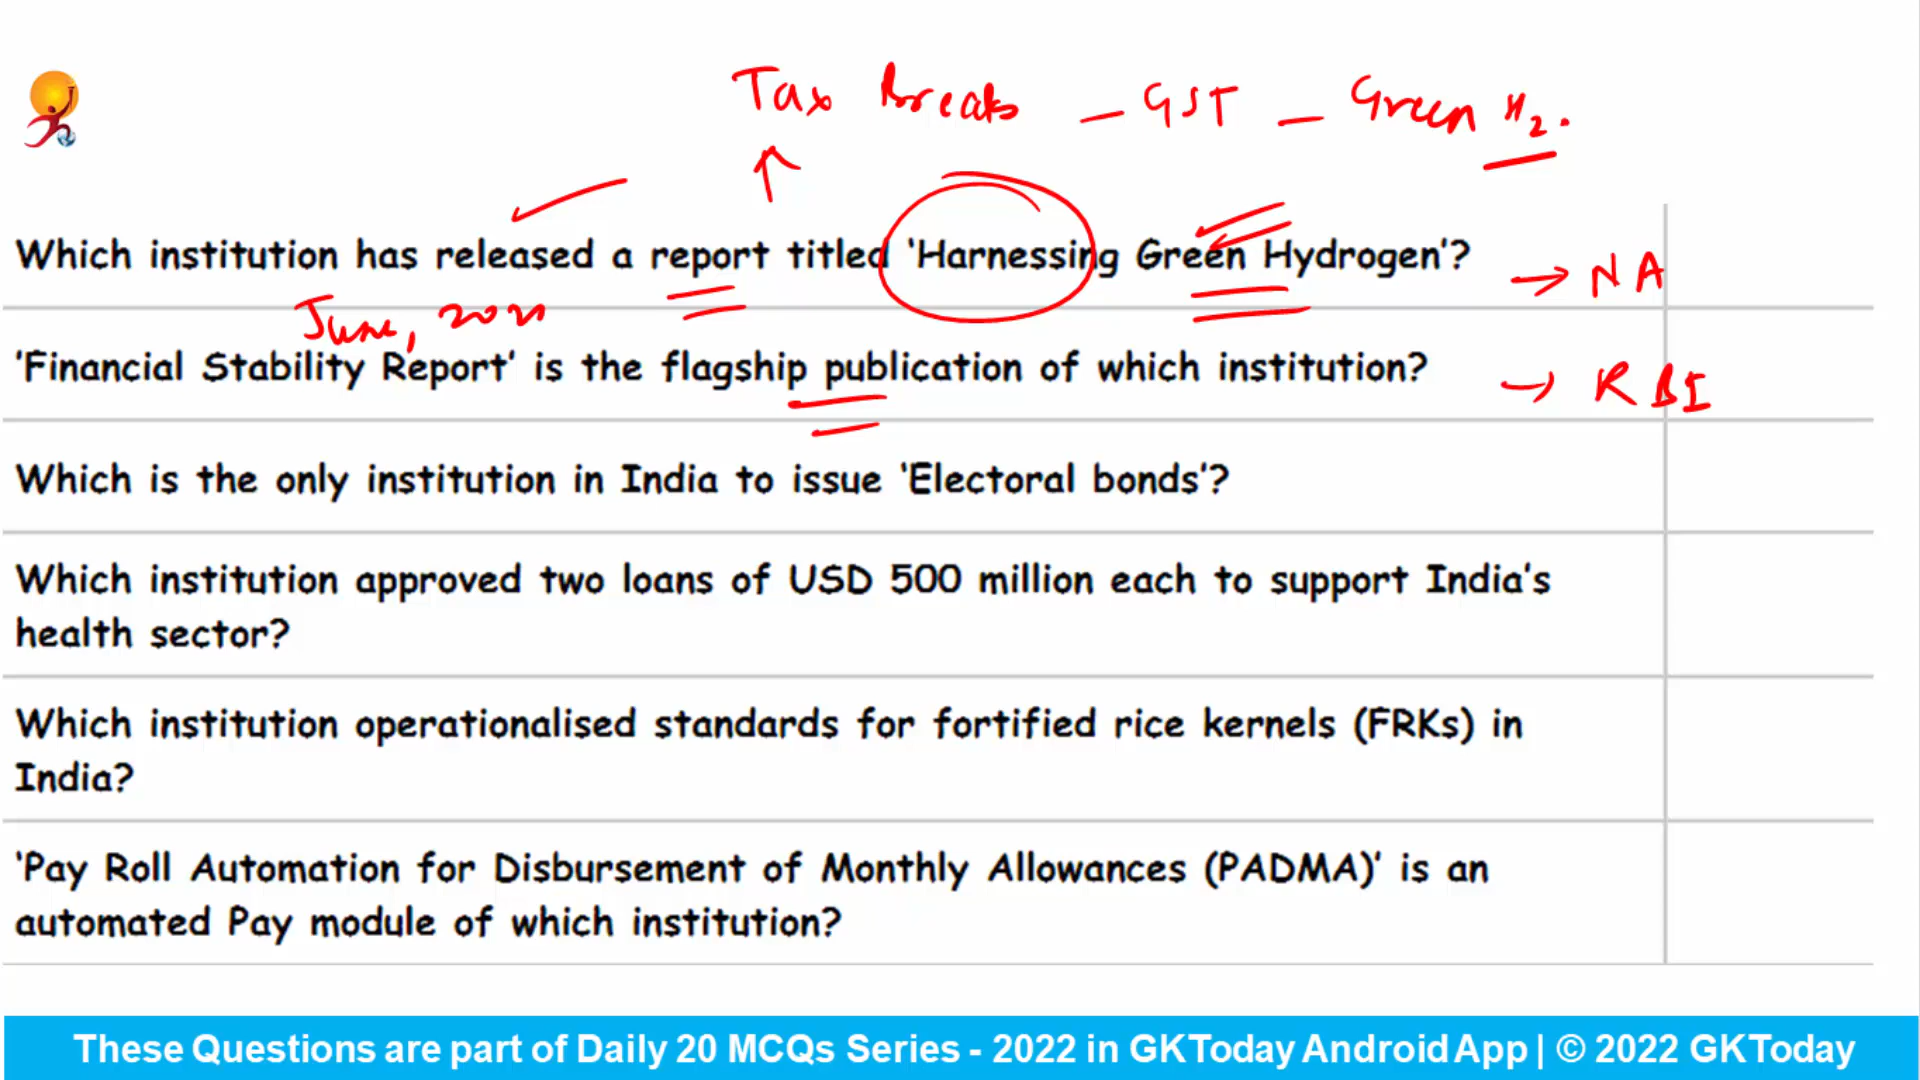 Tax Breaks - GST - Green H2.
Which institution has released a report titled 'Harnessing Green Hydrogen'?
→ NA
June, 2021
'Financial Stability Report' is the flagship publication of which institution?
→ RBI
Which is the only institution in India to issue 'Electoral bonds'?
Which institution approved two loans of USD 500 million each to support India's
health sector?
Which institution operationalised standards for fortified rice kernels (FRKs) in
India?
'Pay Roll Automation for Disbursement of Monthly Allowances (PADMA)' is an
automated Pay module of which institution?
These Questions are part of Daily 20 MCQs Series - 2022 in GKToday Android App | © 2022 GKToday